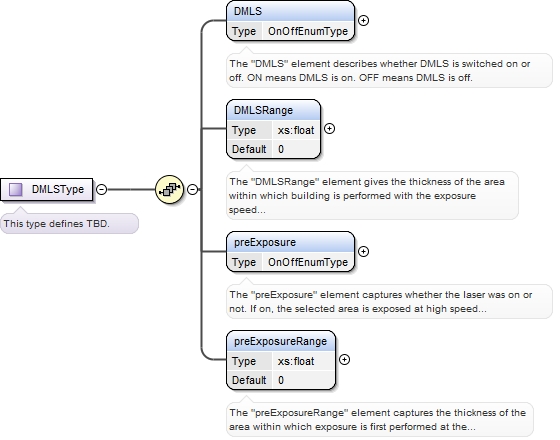 DMLS
Type OnOffEnumType
The "DMLS" element describes whether DMLS is switched on or
off. ON means DMLS is on. OFF means DMLS is off.
DMLSRange
Type xs:float
Default 0
The "DMLSRange" element gives the thickness of the area
within which building is performed with the exposure
speed...
DMLSType
This type defines TBD.
preExposure
Type OnOffEnumType
The "preExposure" element captures whether the laser was on or
not. If on, the selected area is exposed at high speed...
preExposureRange
Type xs:float
Default 0
The "preExposureRange" element captures the thickness of the
area within which exposure is first performed at the...